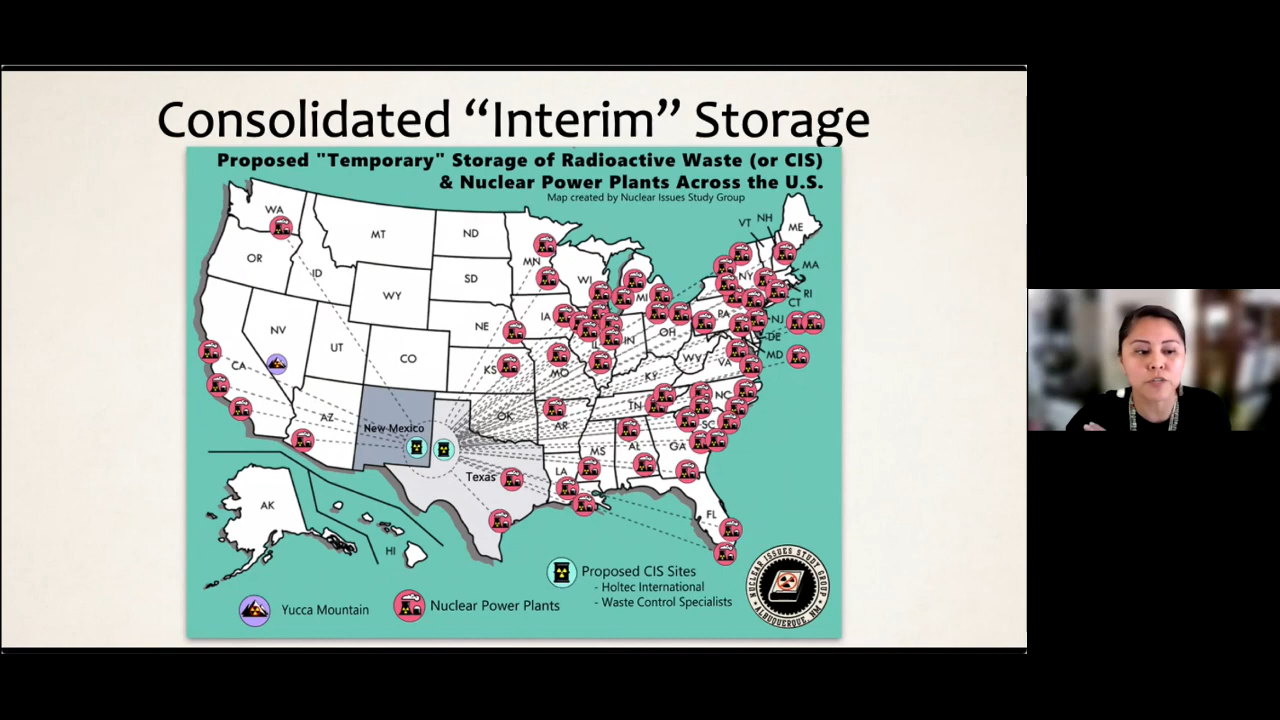 Consolidated “Interim” Storage
Proposed "Temporary" Storage of Radioactive Waste (or CIS)
& Nuclear Power Plants Across the U.S.
Map created by Nuclear Issues Study Group
WA
MT
ND
MN
VT
NH
ME
OR
ID
SD
WI
MI
NY
MA
WY
RI
CT
NV
NE
IA
PA
NJ
UT
CO
IN
OH
DE
CA
KS
MO
WV
VA
MD
KY
AZ
New Mexico
OK
AR
TN
NC
SC
MS
AL
GA
Texas
LA
AK
HI
FL
Proposed CIS Sites
- Holtec International
- Waste Control Specialists
Yucca Mountain
Nuclear Power Plants
NUCLEAR ISSUES STUDY GROUP
ALBUQUERQUE, NM